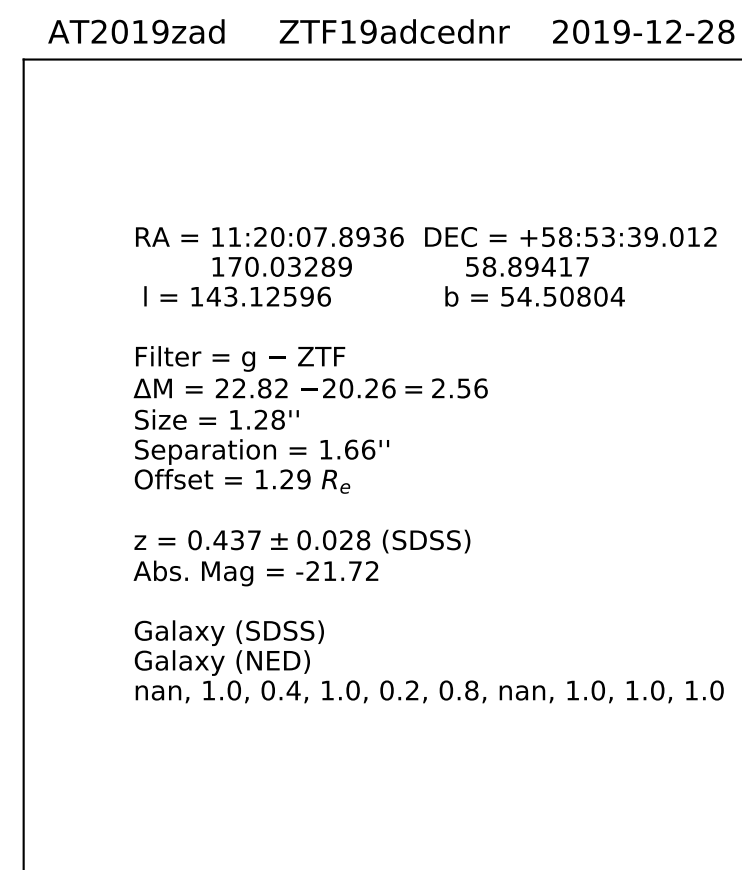 AT2019zad ZTF19adcednr 2019-12-28
RA = 11:20:07.8936 DEC = +58:53:39.012
170.03289 58.89417
l = 143.12596 b = 54.50804
Filter = g − ZTF
ΔM = 22.82 −20.26 = 2.56
Size = 1.28''
Separation = 1.66''
Offset = 1.29 Rₑ
z = 0.437 ± 0.028 (SDSS)
Abs. Mag = -21.72
Galaxy (SDSS)
Galaxy (NED)
nan, 1.0, 0.4, 1.0, 0.2, 0.8, nan, 1.0, 1.0, 1.0